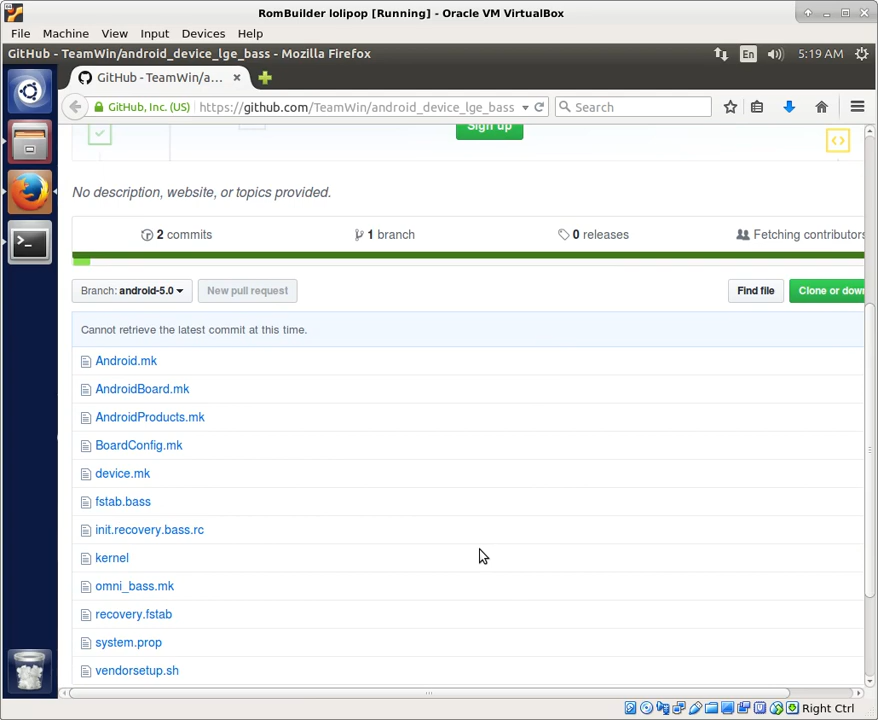 RomBuilder lolipop [Running] - Oracle VM VirtualBox
File Machine View Input Devices Help
GitHub - TeamWin/android_device_lge_bass - Mozilla Firefox
En 5:19 AM
GitHub - TeamWin/a... ×
GitHub, Inc. (US) https://github.com/TeamWin/android_device_lge_bass Search
Sign up
No description, website, or topics provided.
2 commits 1 branch 0 releases Fetching contributors
Branch: android-5.0 New pull request Find file Clone or down
Cannot retrieve the latest commit at this time.
Android.mk
AndroidBoard.mk
AndroidProducts.mk
BoardConfig.mk
device.mk
fstab.bass
init.recovery.bass.rc
kernel
omni_bass.mk
recovery.fstab
system.prop
vendorsetup.sh
Right Ctrl